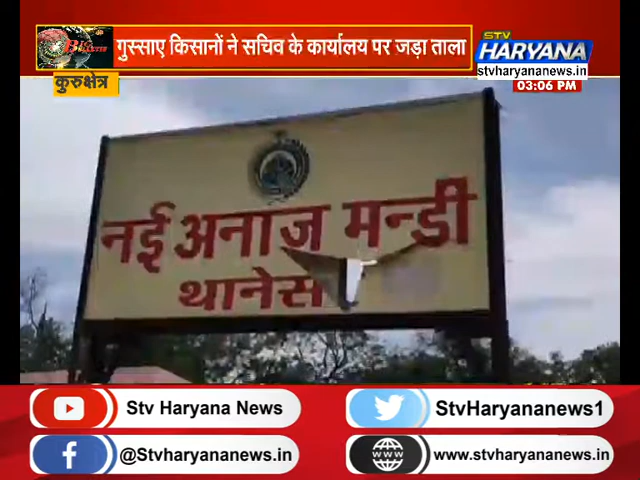 गुस्साए किसानों ने सचिव के कार्यालय पर जड़ा ताला
STV
HARYANA
stvharyananews.in
03:06 PM
कुरुक्षेत्र
नई अनाज मन्डी
Stv Haryana News
StvHaryananews1
@Stvharyananews.in
www.stvharyananews.in